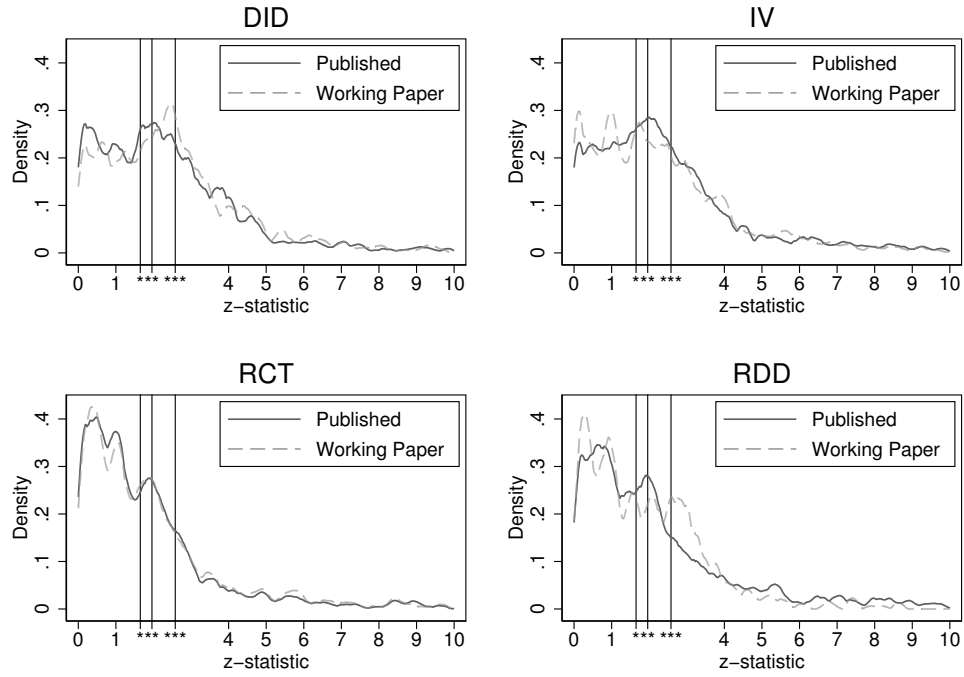 DID
Published
Working Paper
Density
0 .1 .2 .3 .4
0 1 *** *** 4 5 6 7 8 9 10
z−statistic
IV
Published
Working Paper
Density
0 .1 .2 .3 .4
0 1 *** *** 4 5 6 7 8 9 10
z−statistic
RCT
Published
Working Paper
Density
0 .1 .2 .3 .4
0 1 *** *** 4 5 6 7 8 9 10
z−statistic
RDD
Published
Working Paper
Density
0 .1 .2 .3 .4
0 1 *** *** 4 5 6 7 8 9 10
z−statistic